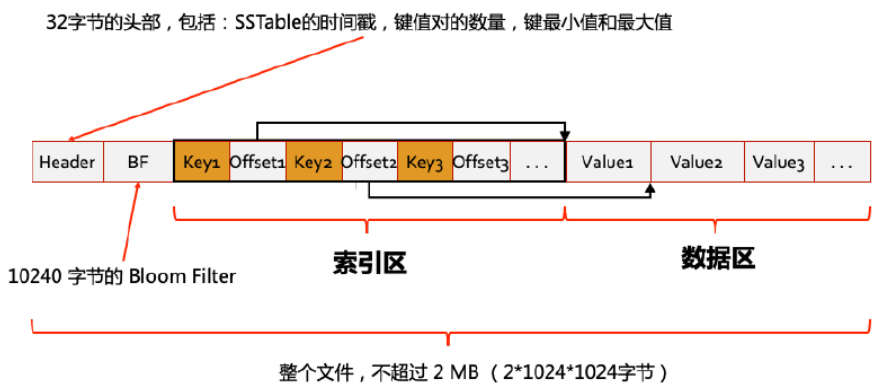 32字节的头部，包括：SSTable的时间戳，键值对的数量，键最小值和最大值
Header BF Key1 Offset1 Key2 Offset2 Key3 Offset3 ... Value1 Value2 Value3 ...
索引区 数据区
10240 字节的 Bloom Filter
整个文件，不超过 2 MB （2*1024*1024字节）